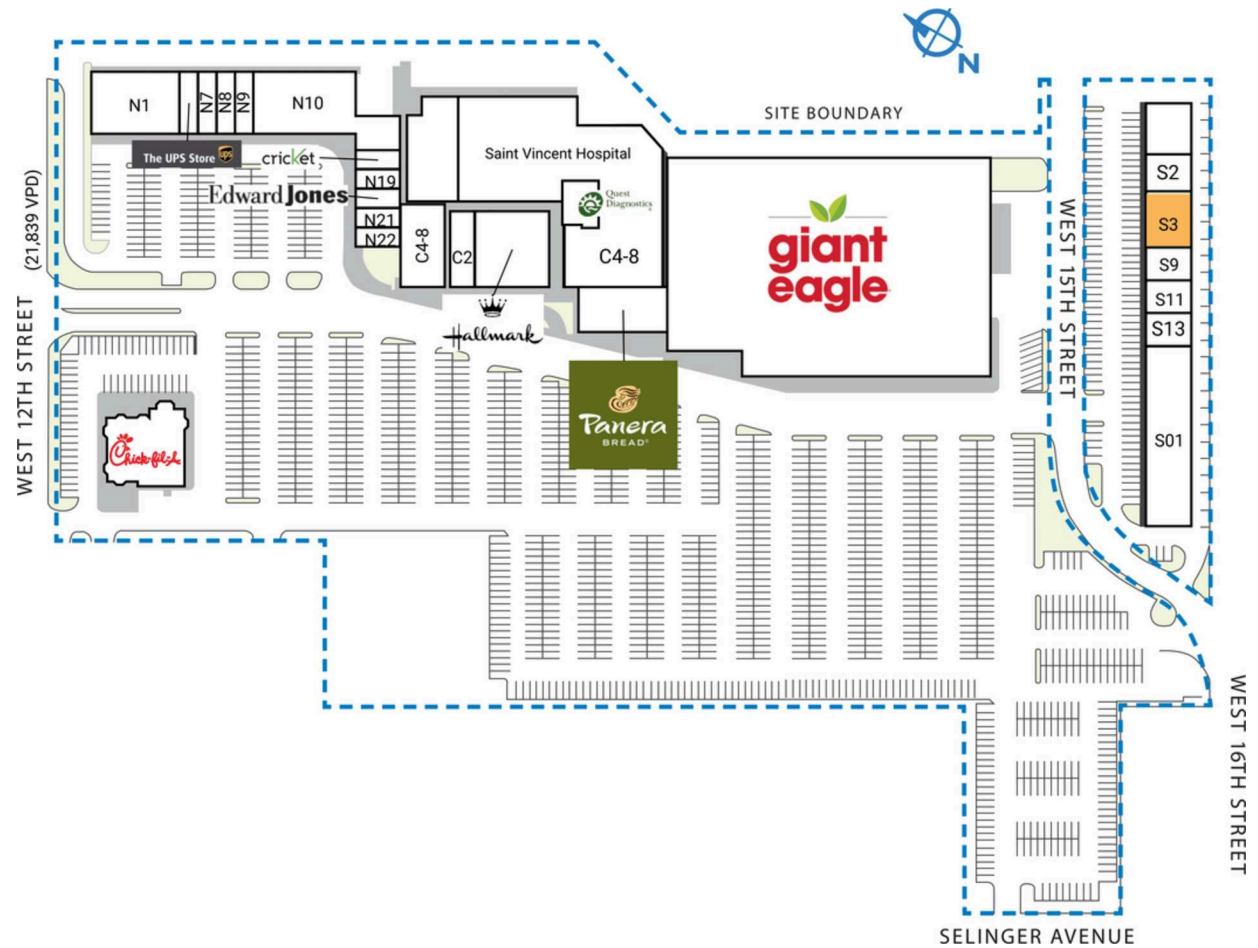 N
SITE BOUNDARY
N1
N7
N8
N9
N10
The UPS Store
ups
cricket
Edward Jones
N19
N21
N22
Saint Vincent Hospital
Quest
Diagnostics
C4-8
C2
C4-8
Hallmark
giant
eagle
Panera
BREAD®
Chick-fil-A
(21,839 VPD)
WEST 12TH STREET
WEST 15TH STREET
S2
S3
S9
S11
S13
S01
WEST 16TH STREET
SELINGER AVENUE